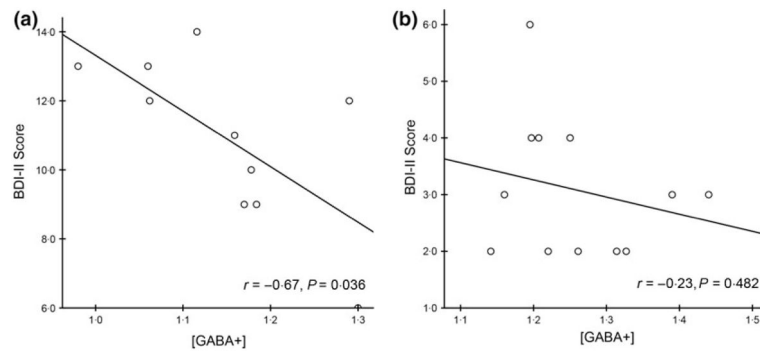 (a)
14·0
12·0
10·0
8·0
6·0
BDI-II Score
1·0 1·1 1·2 1·3
[GABA+]
r = –0·67, P = 0·036
(b)
6·0
5·0
4·0
3·0
2·0
1·0
BDI-II Score
1·1 1·2 1·3 1·4 1·5
[GABA+]
r = –0·23, P = 0·482